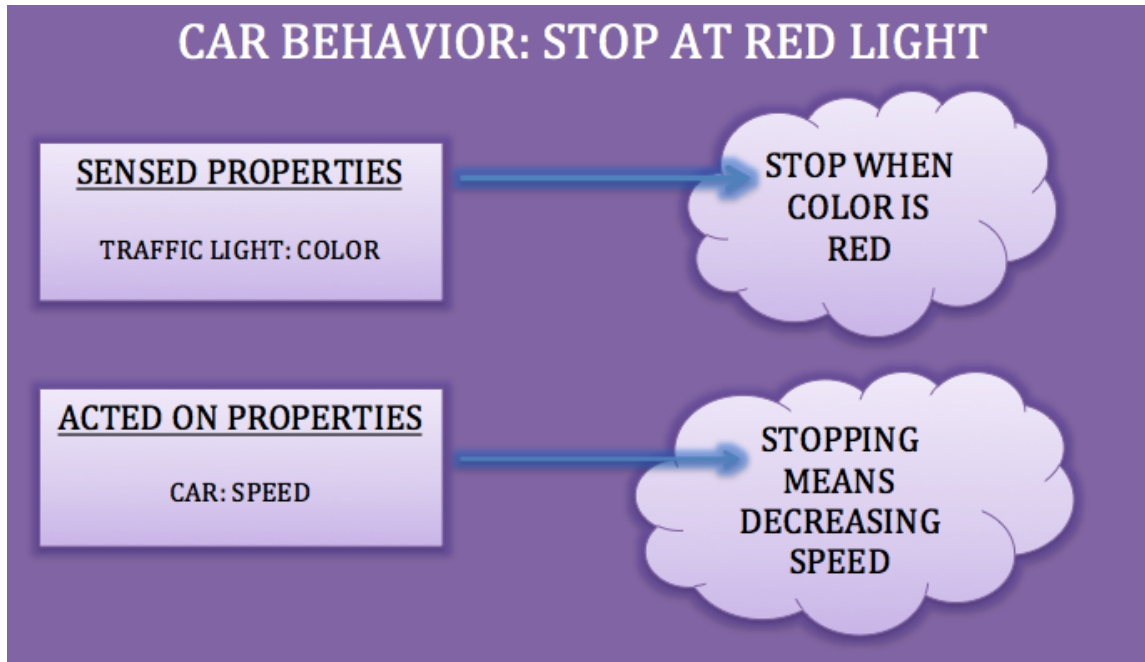 CAR BEHAVIOR: STOP AT RED LIGHT
SENSED PROPERTIES
TRAFFIC LIGHT: COLOR
STOP WHEN
COLOR IS
RED
ACTED ON PROPERTIES
CAR: SPEED
STOPPING
MEANS
DECREASING
SPEED